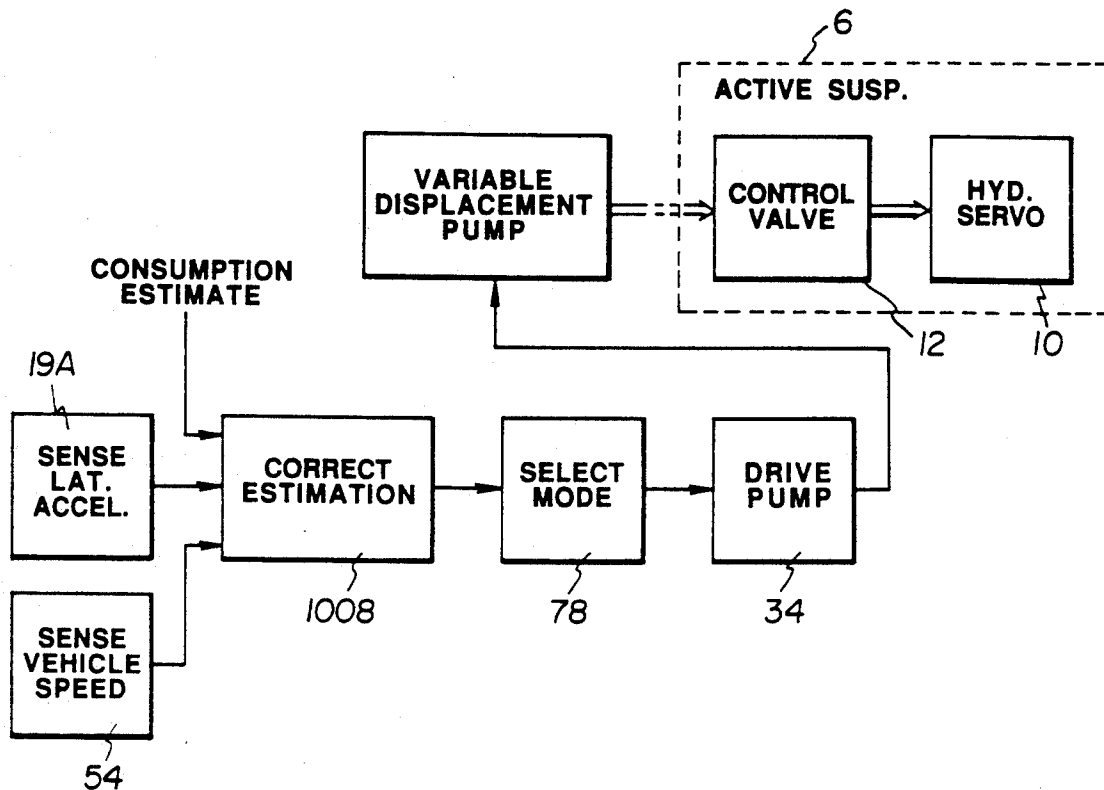 6
ACTIVE SUSP.
VARIABLE
DISPLACEMENT
PUMP
CONTROL
VALVE
HYD.
SERVO
12
10
CONSUMPTION
ESTIMATE
19A
SENSE
LAT.
ACCEL.
CORRECT
ESTIMATION
SELECT
MODE
DRIVE
PUMP
1008
78
34
SENSE
VEHICLE
SPEED
54